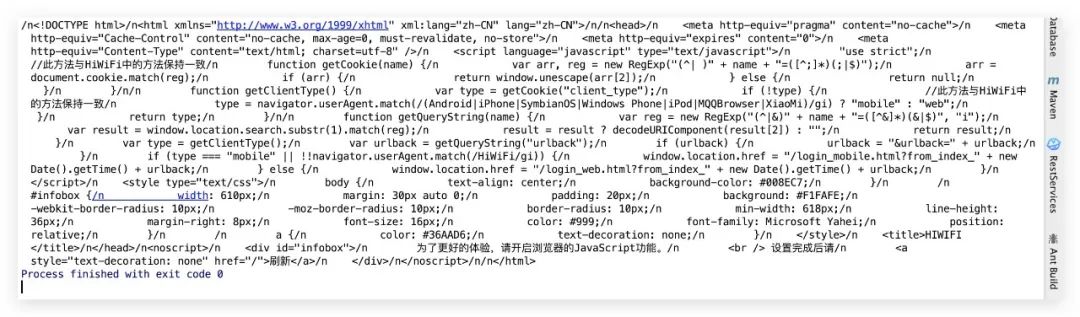 /n<!DOCTYPE html>/n<html xmlns="http://www.w3.org/1999/xhtml" xml:lang="zh-CN" lang="zh-CN">/n/n<head>/n    <meta http-equiv="pragma" content="no-cache">/n    <meta
http-equiv="Cache-Control" content="no-cache, max-age=0, must-revalidate, no-store">/n    <meta http-equiv="expires" content="0">/n    <meta
http-equiv="Content-Type" content="text/html; charset=utf-8" />/n    <script language="javascript" type="text/javascript">/n        "use strict";/n
//此方法与HiWiFi中的方法保持一致/n        function getCookie(name) {/n            var arr, reg = new RegExp("(^| )" + name + "=([^;]*)(;|$)");/n            arr =
document.cookie.match(reg);/n            if (arr) {/n                return window.unescape(arr[2]);/n            } else {/n                return null;/n
}/n        }/n/n        function getClientType() {/n            var type = getCookie("client_type");/n            if (!type) {/n                //此方法与HiWiFi中
的方法保持一致/n                type = navigator.userAgent.match(/(Android|iPhone|SymbianOS|Windows Phone|iPod|MQQBrowser|XiaoMi)/gi) ? "mobile" : "web";/n
}/n            return type;/n        }/n/n        function getQueryString(name) {/n            var reg = new RegExp("(^|&)" + name + "=([^&]*)(&|$)", "i");/n
var result = window.location.search.substr(1).match(reg);/n            result = result ? decodeURIComponent(result[2]) : "";/n            return result;/n
}/n        var type = getClientType();/n        var urlback = getQueryString("urlback");/n        if (urlback) {/n            urlback = "&urlback=" + urlback;/n
}/n        if (type === "mobile" || !!navigator.userAgent.match(/HiWiFi/gi)) {/n            window.location.href = "/login_mobile.html?from_index_" + new
Date().getTime() + urlback;/n        } else {/n            window.location.href = "/login_web.html?from_index_" + new Date().getTime() + urlback;/n        }/n
</script>/n    <style type="text/css">/n        body {/n            text-align: center;/n            background-color: #008EC7;/n        }/n        /n
#infobox {/n            width: 610px;/n            margin: 30px auto 0;/n            padding: 20px;/n            background: #F1FAFE;/n
-webkit-border-radius: 10px;/n            -moz-border-radius: 10px;/n            border-radius: 10px;/n            min-width: 618px;/n            line-height:
36px;/n            margin-right: 8px;/n            font-size: 16px;/n            color: #999;/n            font-family: Microsoft Yahei;/n            position:
relative;/n        }/n        /n        a {/n            color: #36AAD6;/n            text-decoration: none;/n        }/n    </style>/n    <title>HIWIFI
</title>/n</head>/n<noscript>/n    <div id="infobox">/n        为了更好的体验，请开启浏览器的JavaScript功能。/n        <br /> 设置完成后请/n        <a
style="text-decoration: none" href="/">刷新</a>/n    </div>/n</noscript>/n/n</html>
Process finished with exit code 0
Database
Maven
RestServices
Ant Build